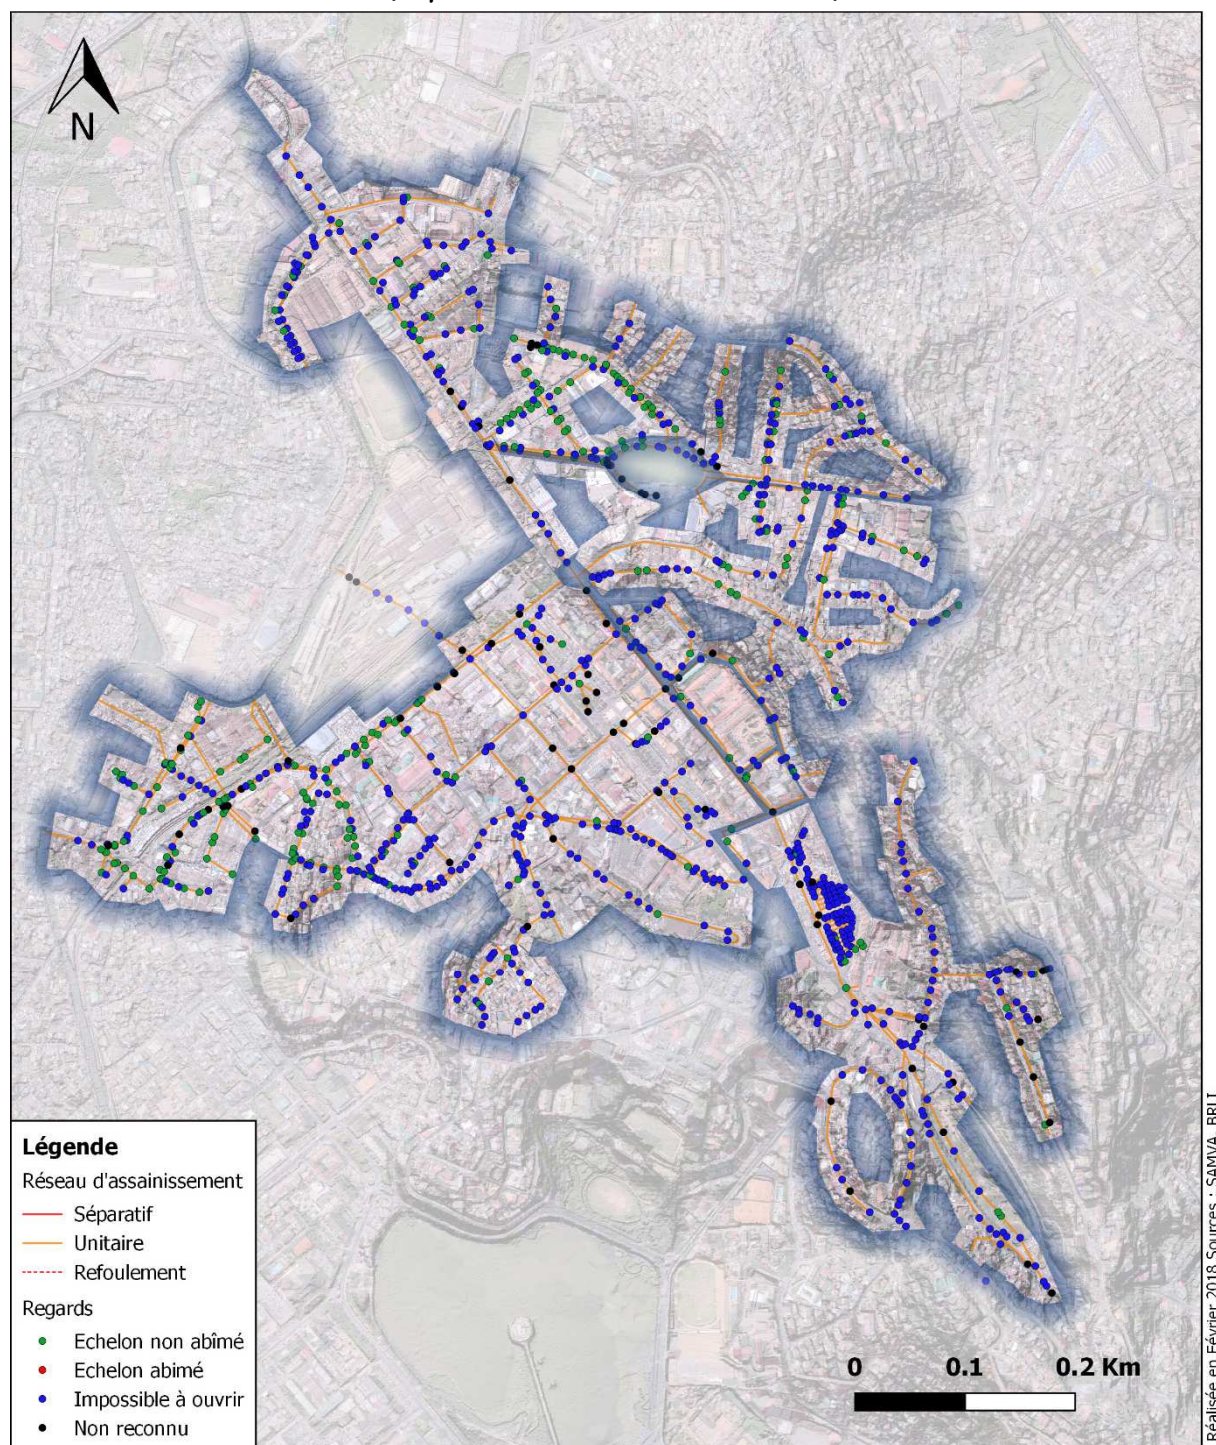 N
Légende
Réseau d'assainissement
Séparatif
Unitaire
Refoulement
Regards
Echelon non abîmé
Echelon abimé
Impossible à ouvrir
Non reconnu
0 0.1 0.2 Km
Réalisée en Février 2018 Sources : SAMVA, BRLI